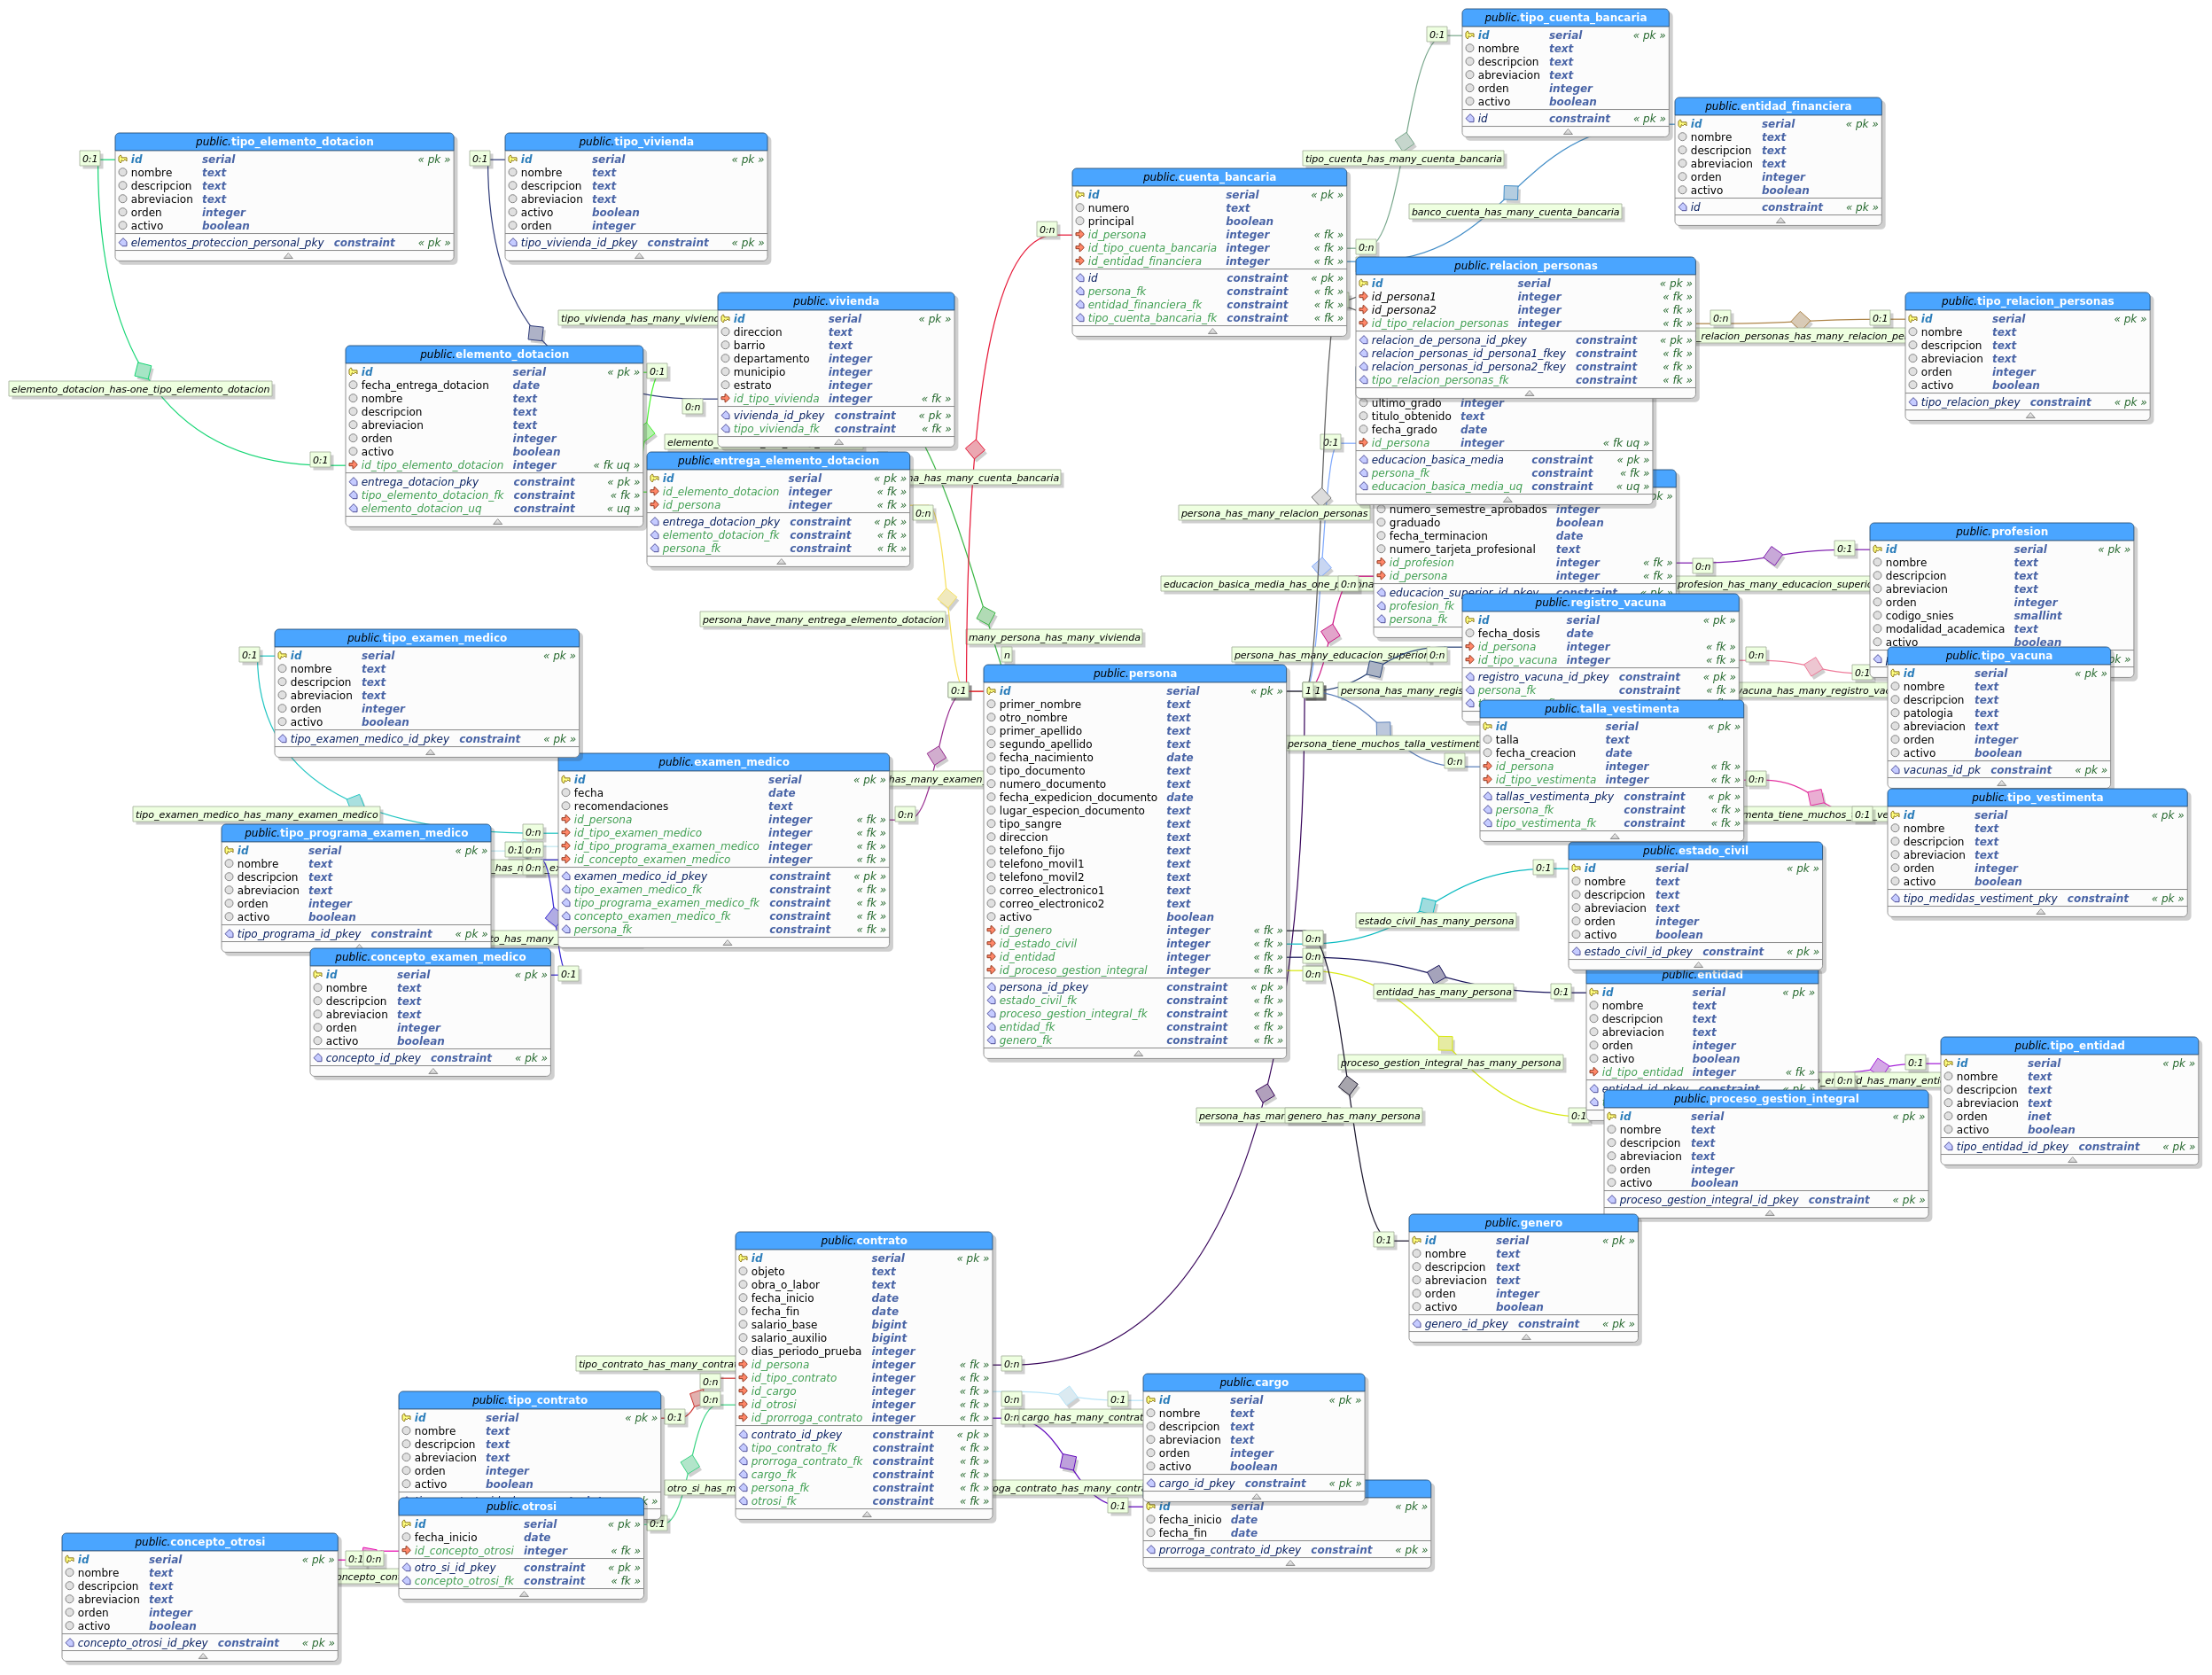 public.tipo_cuenta_bancaria
id serial « pk »
nombre text
descripcion text
abreviacion text
orden integer
activo boolean
id constraint « pk »
0:1
tipo_cuenta_has_many_cuenta_bancaria
public.entidad_financiera
id serial « pk »
nombre text
descripcion text
abreviacion text
orden integer
activo boolean
id constraint « pk »
banco_cuenta_has_many_cuenta_bancaria
public.tipo_elemento_dotacion
0:1
id serial « pk »
nombre text
descripcion text
abreviacion text
orden integer
activo boolean
elementos_proteccion_personal_pky constraint « pk »
elemento_dotacion_has-one_tipo_elemento_dotacion
0:1
public.tipo_vivienda
0:1
id serial « pk »
nombre text
descripcion text
abreviacion text
activo boolean
orden integer
tipo_vivienda_id_pkey constraint « pk »
public.cuenta_bancaria
0:n
id serial « pk »
numero text
principal boolean
id_persona integer « fk »
id_tipo_cuenta_bancaria integer « fk »
id_entidad_financiera integer « fk »
id constraint « pk »
persona_fk constraint « fk »
entidad_financiera_fk constraint « fk »
tipo_cuenta_bancaria_fk constraint « fk »
0:n
public.relacion_personas
id serial « pk »
id_persona1 integer « fk »
id_persona2 integer « fk »
id_tipo_relacion_personas integer « fk »
relacion_de_persona_id_pkey constraint « pk »
relacion_personas_id_persona1_fkey constraint « fk »
relacion_personas_id_persona2_fkey constraint « fk »
tipo_relacion_personas_fk constraint « fk »
0:n
0:1
_relacion_personas_has_many_relacion_pe
public.tipo_relacion_personas
id serial « pk »
nombre text
descripcion text
abreviacion text
orden integer
activo boolean
tipo_relacion_pkey constraint « pk »
tipo_vivienda_has_many_viviend
public.vivienda
id serial « pk »
direccion text
barrio text
departamento integer
municipio integer
estrato integer
id_tipo_vivienda integer « fk »
vivienda_id_pkey constraint « pk »
tipo_vivienda_fk constraint « fk »
0:n
public.elemento_dotacion
id serial « pk »
fecha_entrega_dotacion date
nombre text
descripcion text
abreviacion text
orden integer
activo boolean
id_tipo_elemento_dotacion integer « fk uq »
entrega_dotacion_pky constraint « pk »
tipo_elemento_dotacion_fk constraint « fk »
elemento_dotacion_uq constraint « uq »
0:1
elemento_
public.entrega_elemento_dotacion
id serial « pk »
id_elemento_dotacion integer « fk »
id_persona integer « fk »
entrega_dotacion_pky constraint « pk »
elemento_dotacion_fk constraint « fk »
persona_fk constraint « fk »
0:n
na_has_many_cuenta_bancaria
ultimo_grado integer
titulo_obtenido text
fecha_grado date
id_persona integer « fk uq »
educacion_basica_media constraint « pk »
persona_fk constraint « fk »
educacion_basica_media_uq constraint « uq »
0:1
persona_has_many_relacion_personas
pk »
numero_semestre_aprobados integer
graduado boolean
fecha_terminacion date
numero_tarjeta_profesional text
id_profesion integer « fk »
id_persona integer « fk »
educacion_superior_id_pkey constraint « pk »
profesion_fk
persona_fk
educacion_basica_media_has_one_persona
0:n
0:n
0:1
profesion_has_many_educacion_superio
public.profesion
id serial « pk »
nombre text
descripcion text
abreviacion text
orden integer
codigo_snies smallint
modalidad_academica text
activo boolean
pk »
persona_have_many_entrega_elemento_dotacion
many_persona_has_many_vivienda
n
persona_has_many_educacion_superior
0:n
public.registro_vacuna
id serial « pk »
fecha_dosis date
id_persona integer « fk »
id_tipo_vacuna integer « fk »
registro_vacuna_id_pkey constraint « pk »
persona_fk constraint « fk »
0:n
0:1
persona_has_many_regis
vacuna_has_many_registro_vac
public.tipo_vacuna
id serial « pk »
nombre text
descripcion text
patologia text
abreviacion text
orden integer
activo boolean
vacunas_id_pk constraint « pk »
public.talla_vestimenta
id serial « pk »
talla text
fecha_creacion date
id_persona integer « fk »
id_tipo_vestimenta integer « fk »
tallas_vestimenta_pky constraint « pk »
persona_fk constraint « fk »
tipo_vestimenta_fk constraint « fk »
persona_tiene_muchos_talla_vestiment
0:n
0:n
menta_tiene_muchos_
0:1
public.tipo_vestimenta
id serial « pk »
nombre text
descripcion text
abreviacion text
orden integer
activo boolean
tipo_medidas_vestiment_pky constraint « pk »
public.persona
0:1
1
1
id serial « pk »
primer_nombre text
otro_nombre text
primer_apellido text
segundo_apellido text
fecha_nacimiento date
tipo_documento text
numero_documento text
fecha_expedicion_documento date
lugar_especion_documento text
tipo_sangre text
direccion text
telefono_fijo text
telefono_movil1 text
telefono_movil2 text
correo_electronico1 text
correo_electronico2 text
activo boolean
id_genero integer « fk »
id_estado_civil integer « fk »
id_entidad integer « fk »
id_proceso_gestion_integral integer « fk »
persona_id_pkey constraint « pk »
estado_civil_fk constraint « fk »
proceso_gestion_integral_fk constraint « fk »
entidad_fk constraint « fk »
genero_fk constraint « fk »
0:n
0:n
0:n
public.tipo_examen_medico
0:1
id serial « pk »
nombre text
descripcion text
abreviacion text
orden integer
activo boolean
tipo_examen_medico_id_pkey constraint « pk »
tipo_examen_medico_has_many_examen_medico
public.examen_medico
id serial « pk »
fecha date
recomendaciones text
id_persona integer « fk »
id_tipo_examen_medico integer « fk »
id_tipo_programa_examen_medico integer « fk »
id_concepto_examen_medico integer « fk »
examen_medico_id_pkey constraint « pk »
tipo_examen_medico_fk constraint « fk »
tipo_programa_examen_medico_fk constraint « fk »
concepto_examen_medico_fk constraint « fk »
persona_fk constraint « fk »
has_many_examen_
0:n
0:n
0:1
0:n
0:n
public.tipo_programa_examen_medico
id serial « pk »
nombre text
descripcion text
abreviacion text
orden integer
activo boolean
tipo_programa_id_pkey constraint « pk »
to_has_many_
public.concepto_examen_medico
id serial « pk »
nombre text
descripcion text
abreviacion text
orden integer
activo boolean
concepto_id_pkey constraint « pk »
0:1
public.estado_civil
0:1
id serial « pk »
nombre text
descripcion text
abreviacion text
orden integer
activo boolean
estado_civil_id_pkey constraint « pk »
estado_civil_has_many_persona
public.entidad
0:1
id serial « pk »
nombre text
descripcion text
abreviacion text
orden integer
activo boolean
id_tipo_entidad integer « fk »
entidad_id_pkey constraint « pk »
entidad_has_many_persona
0:n
0:1
d_has_many_enti
public.tipo_entidad
id serial « pk »
nombre text
descripcion text
abreviacion text
orden inet
activo boolean
tipo_entidad_id_pkey constraint « pk »
proceso_gestion_integral_has_many_persona
0:1
public.proceso_gestion_integral
id serial « pk »
nombre text
descripcion text
abreviacion text
orden integer
activo boolean
proceso_gestion_integral_id_pkey constraint « pk »
persona_has_man
genero_has_many_persona
0:1
public.genero
id serial « pk »
nombre text
descripcion text
abreviacion text
orden integer
activo boolean
genero_id_pkey constraint « pk »
public.contrato
id serial « pk »
objeto text
obra_o_labor text
fecha_inicio date
fecha_fin date
salario_base bigint
salario_auxilio bigint
dias_periodo_prueba integer
id_persona integer « fk »
id_tipo_contrato integer « fk »
id_cargo integer « fk »
id_otrosi integer « fk »
id_prorroga_contrato integer « fk »
contrato_id_pkey constraint « pk »
tipo_contrato_fk constraint « fk »
prorroga_contrato_fk constraint « fk »
cargo_fk constraint « fk »
persona_fk constraint « fk »
otrosi_fk constraint « fk »
tipo_contrato_has_many_contrat
0:n
0:n
0:n
0:n
0:n
0:1
0:1
cargo_has_many_contrat
public.cargo
id serial « pk »
nombre text
descripcion text
abreviacion text
orden integer
activo boolean
cargo_id_pkey constraint « pk »
public.tipo_contrato
id serial « pk »
nombre text
descripcion text
abreviacion text
orden integer
activo boolean
otro_si_has_m
oga_contrato_has_many_contr
0:1
id serial « pk »
fecha_inicio date
fecha_fin date
prorroga_contrato_id_pkey constraint « pk »
public.otrosi
id serial « pk »
fecha_inicio date
id_concepto_otrosi integer « fk »
otro_si_id_pkey constraint « pk »
concepto_otrosi_fk constraint « fk »
0:1
public.concepto_otrosi
id serial « pk »
nombre text
descripcion text
abreviacion text
orden integer
activo boolean
concepto_otrosi_id_pkey constraint « pk »
0:1
0:n
oncepto_con